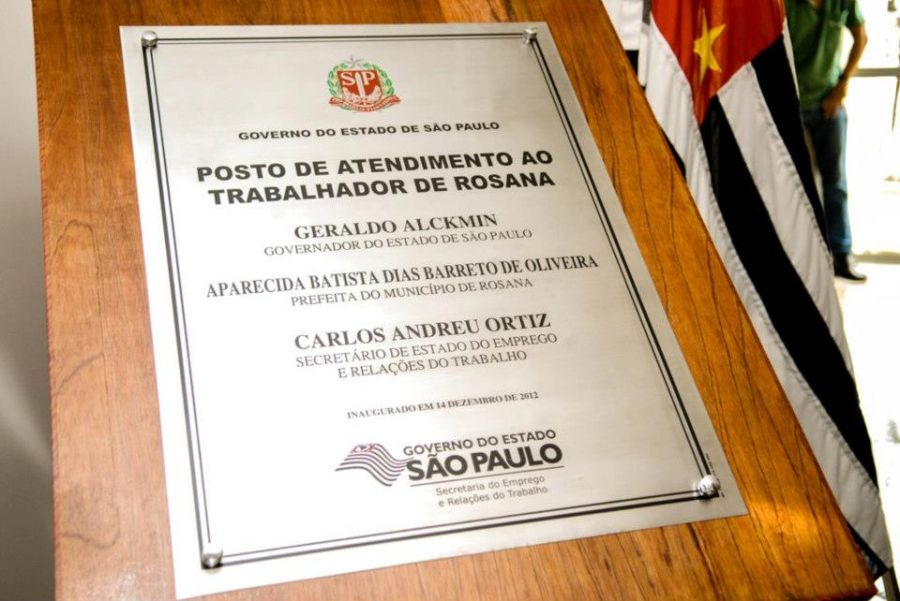 SP
GOVERNO DO ESTADO DE SÃO PAULO
POSTO DE ATENDIMENTO AO
TRABALHADOR DE ROSANA
GERALDO ALCKMIN
GOVERNADOR DO ESTADO DE SÃO PAULO
APARECIDA BATISTA DIAS BARRETO DE OLIVEIRA
PREFEITA DO MUNICÍPIO DE ROSANA
CARLOS ANDREU ORTIZ
SECRETÁRIO DE ESTADO DO EMPREGO
E RELAÇÕES DO TRABALHO
INAUGURADO EM 14 DEZEMBRO DE 2012
GOVERNO DO ESTADO
SÃO PAULO
Secretaria do Emprego
e Relações do Trabalho